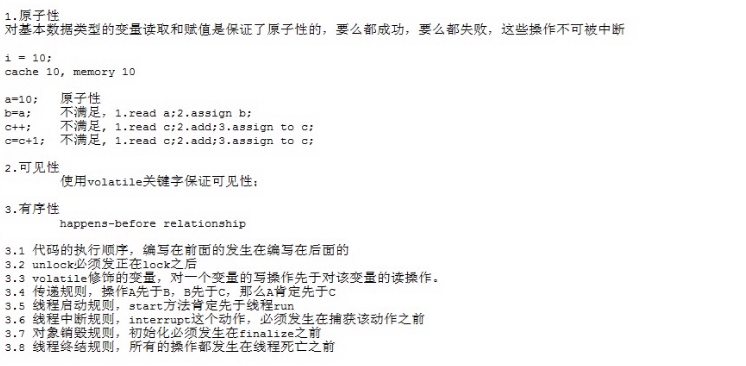 1.原子性
对基本数据类型的变量读取和赋值是保证了原子性的，要么都成功，要么都失败，这些操作不可被中断
i = 10;
cache 10, memory 10
a=10;   原子性
b=a;    不满足，1.read a;2.assign b;
c++;    不满足, 1.read c;2.add;3.assign to c;
c=c+1;  不满足, 1.read c;2.add;3.assign to c;
2.可见性
使用volatile关键字保证可见性；
3.有序性
happens-before relationship
3.1 代码的执行顺序，编写在前面的发生在编写在后面的
3.2 unlock必须发正在lock之后
3.3 volatile修饰的变量，对一个变量的写操作先于对该变量的读操作。
3.4 传递规则，操作A先于B，B先于C，那么A肯定先于C
3.5 线程启动规则，start方法肯定先于线程run
3.6 线程中断规则，interrupt这个动作，必须发生在捕获该动作之前
3.7 对象销毁规则，初始化必须发生在finalize之前
3.8 线程终结规则，所有的操作都发生在线程死亡之前